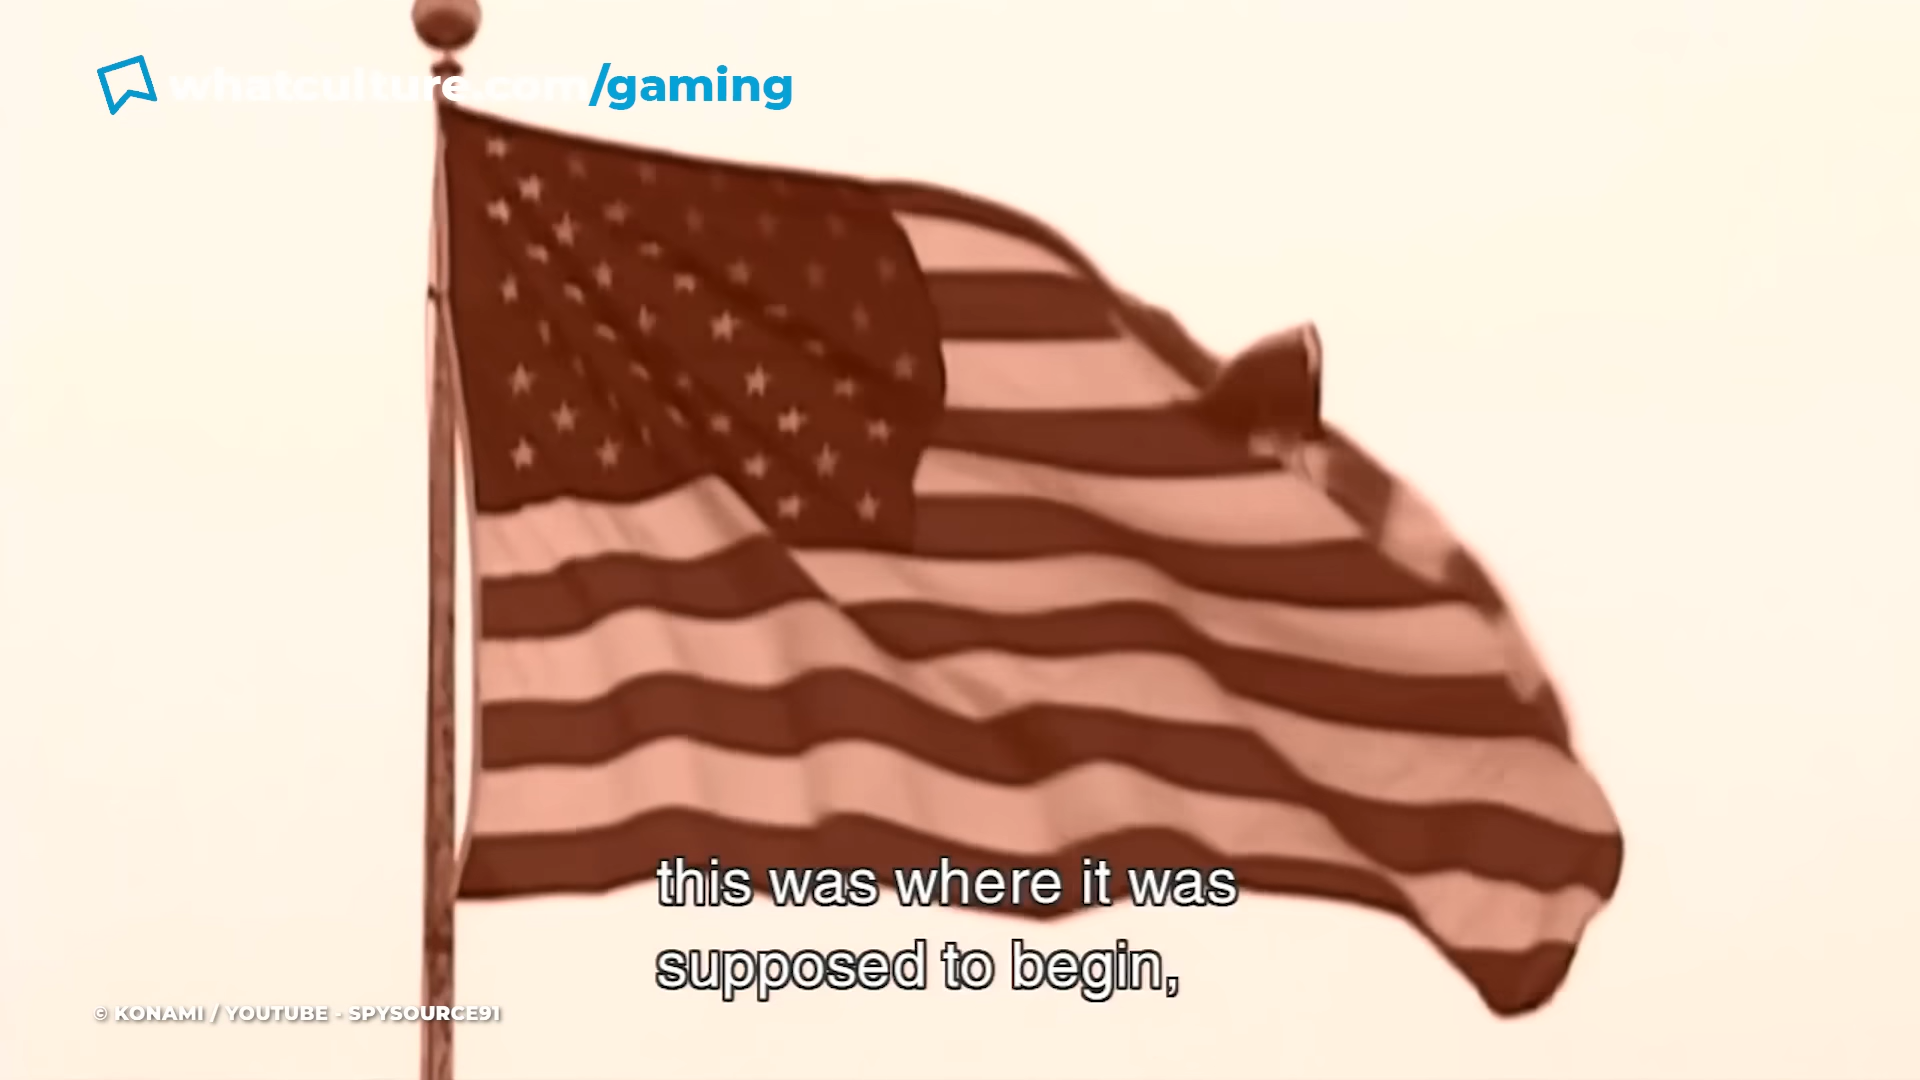 whatculture.com/gaming
this was where it was
supposed to begin,
© KONAMI / YOUTUBE - SPYSOURCE91